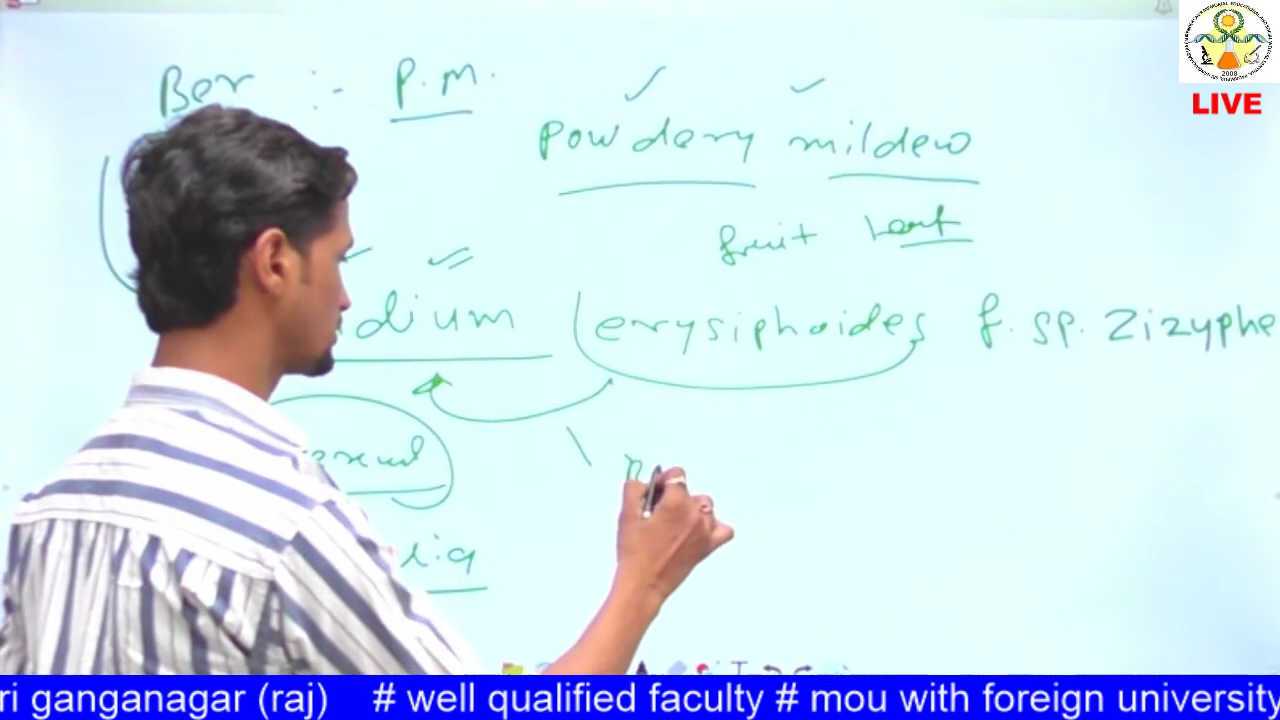 Ber :- P.M.
Powdery mildew
fruit
dium erysiphoides f. sp. Zizyphe
LIVE
2008
ri ganganagar (raj) # well qualified faculty # mou with foreign university